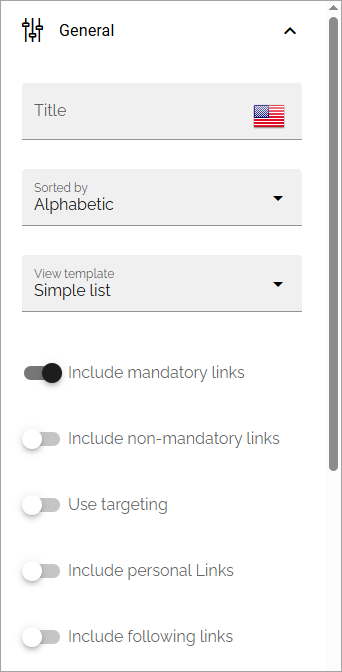 General
Title
Sorted by
Alphabetic
View template
Simple list
Include mandatory links
Include non-mandatory links
Use targeting
Include personal Links
Include following links